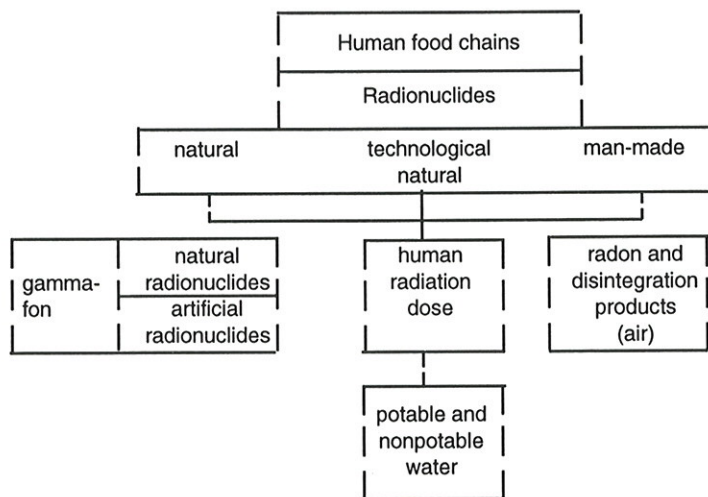 Human food chains
Radionuclides
natural
technological
natural
man-made
gamma-
fon
natural
radionuclides
artificial
radionuclides
human
radiation
dose
radon and
disintegration
products
(air)
potable and
nonpotable
water